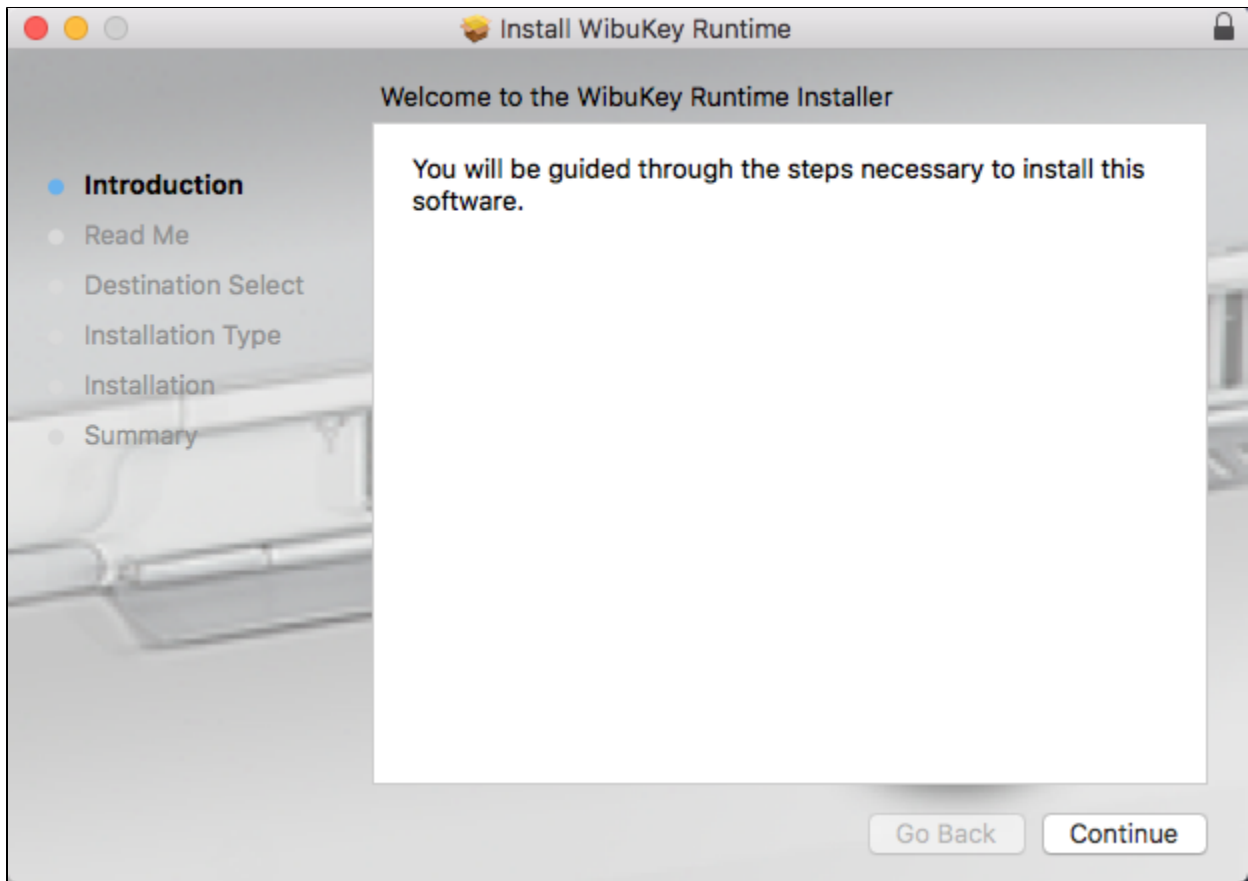 Install WibuKey Runtime
Welcome to the WibuKey Runtime Installer
Introduction
Read Me
Destination Select
Installation Type
Installation
Summary
You will be guided through the steps necessary to install this
software.
Go Back
Continue